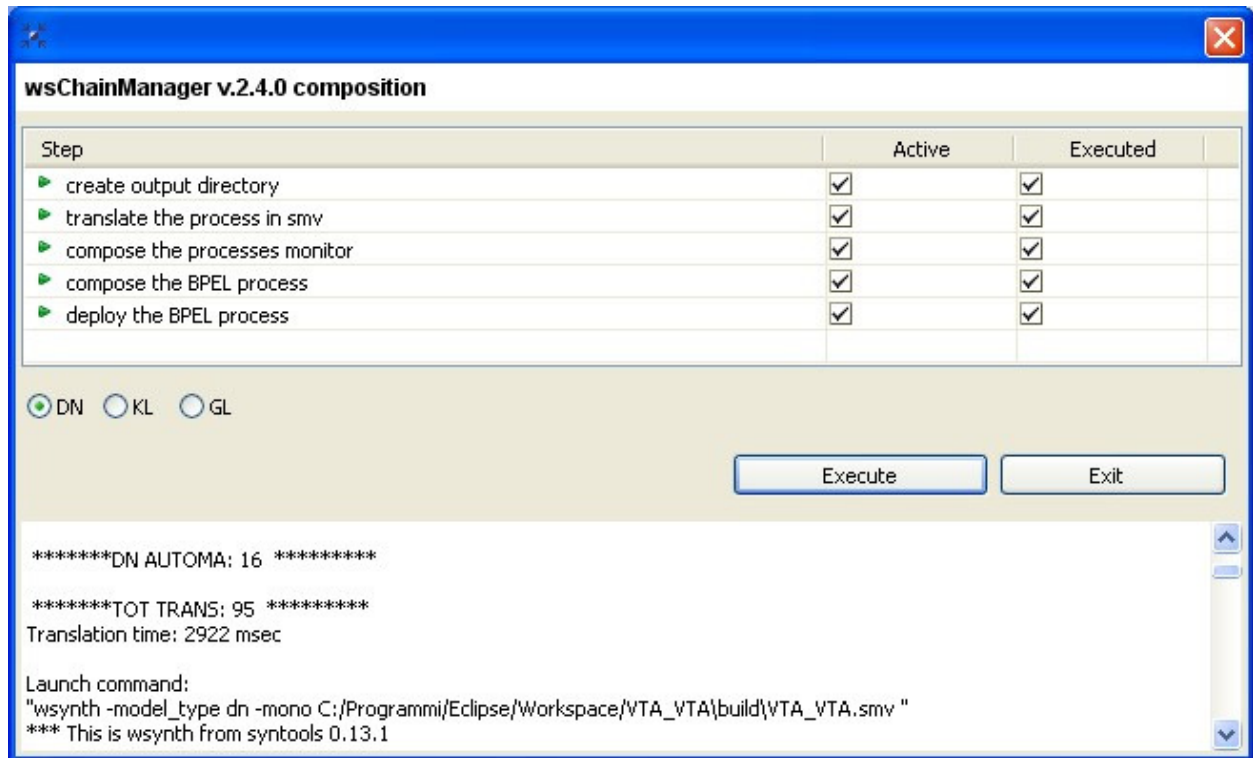 wsChainManager v.2.4.0 composition
Step Active Executed
create output directory
translate the process in smv
compose the processes monitor
compose the BPEL process
deploy the BPEL process
DN KL GL
Execute Exit
*******DN AUTOMA: 16 *********
*******TOT TRANS: 95 *********
Translation time: 2922 msec
Launch command:
"wsynth -model_type dn -mono C:/Programmi/Eclipse/Workspace/VTA_VTA\build\VTA_VTA.smv "
*** This is wsynth from syntools 0.13.1